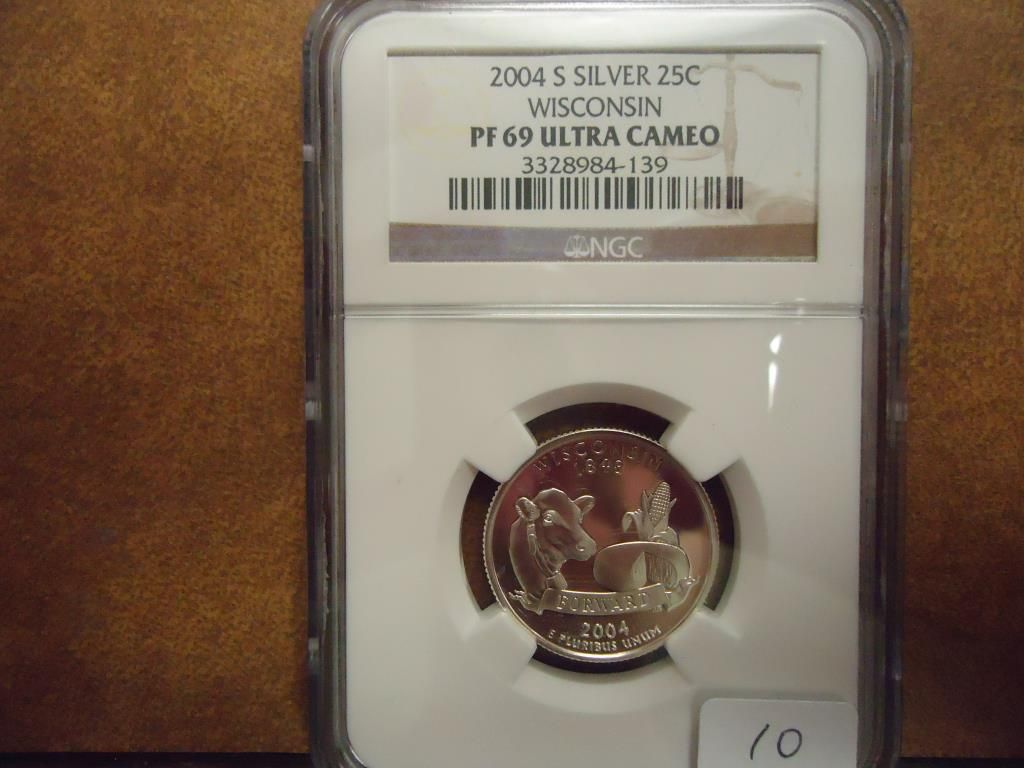 2004 S SILVER 25C
WISCONSIN
PF 69 ULTRA CAMEO
3328984-139
NGC
WISCONSIN
1848
FORWARD
2004
E PLURIBUS UNUM
10